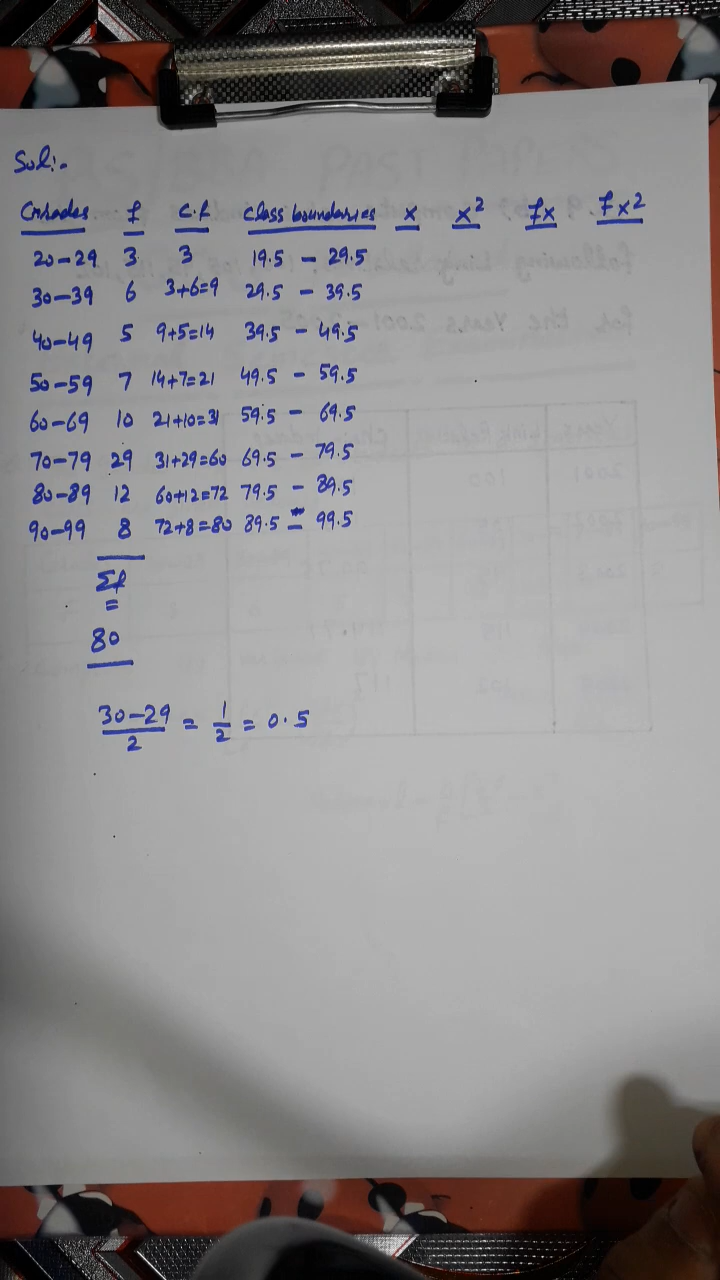 Sol:-
Grades f c.f Class boundaries x x² fx fx²
20-29 3 3 19.5 - 29.5
30-39 6 3+6=9 29.5 - 39.5
40-49 5 9+5=14 39.5 - 49.5
50-59 7 14+7=21 49.5 - 59.5
60-69 10 21+10=31 59.5 - 69.5
70-79 29 31+29=60 69.5 - 79.5
80-89 12 60+12=72 79.5 - 89.5
90-99 8 72+8=80 89.5 - 99.5
Σf
=
80
30-29/2 = 1/2 = 0.5